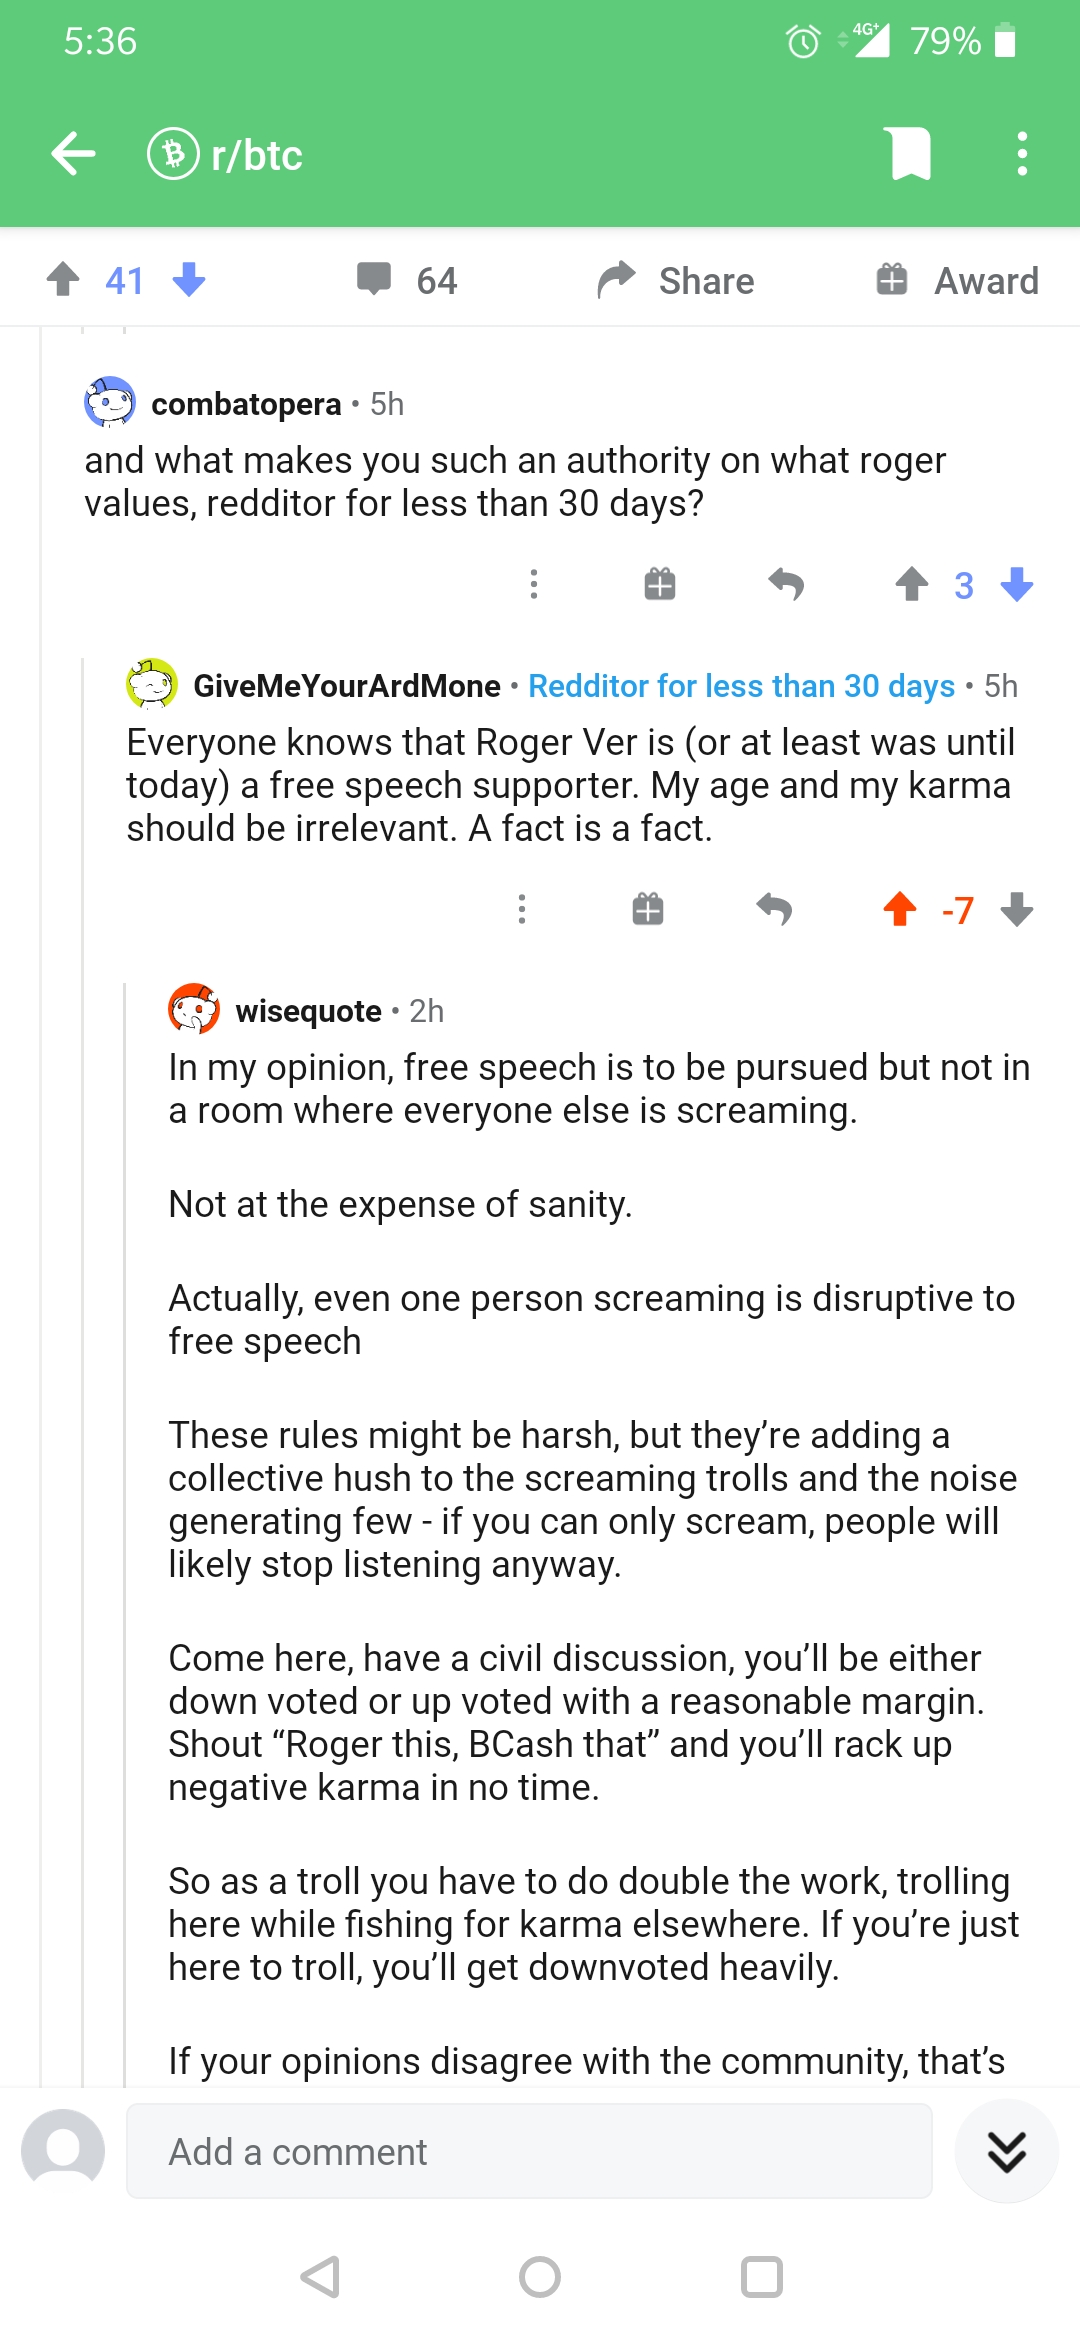 5:36
4G+ 79%
r/btc
41 64 Share Award
combatopera • 5h
and what makes you such an authority on what roger
values, redditor for less than 30 days?
3
GiveMeYourArdMone • Redditor for less than 30 days • 5h
Everyone knows that Roger Ver is (or at least was until
today) a free speech supporter. My age and my karma
should be irrelevant. A fact is a fact.
-7
wisequote • 2h
In my opinion, free speech is to be pursued but not in
a room where everyone else is screaming.
Not at the expense of sanity.
Actually, even one person screaming is disruptive to
free speech
These rules might be harsh, but they’re adding a
collective hush to the screaming trolls and the noise
generating few - if you can only scream, people will
likely stop listening anyway.
Come here, have a civil discussion, you’ll be either
down voted or up voted with a reasonable margin.
Shout “Roger this, BCash that” and you’ll rack up
negative karma in no time.
So as a troll you have to do double the work, trolling
here while fishing for karma elsewhere. If you’re just
here to troll, you’ll get downvoted heavily.
If your opinions disagree with the community, that’s
Add a comment